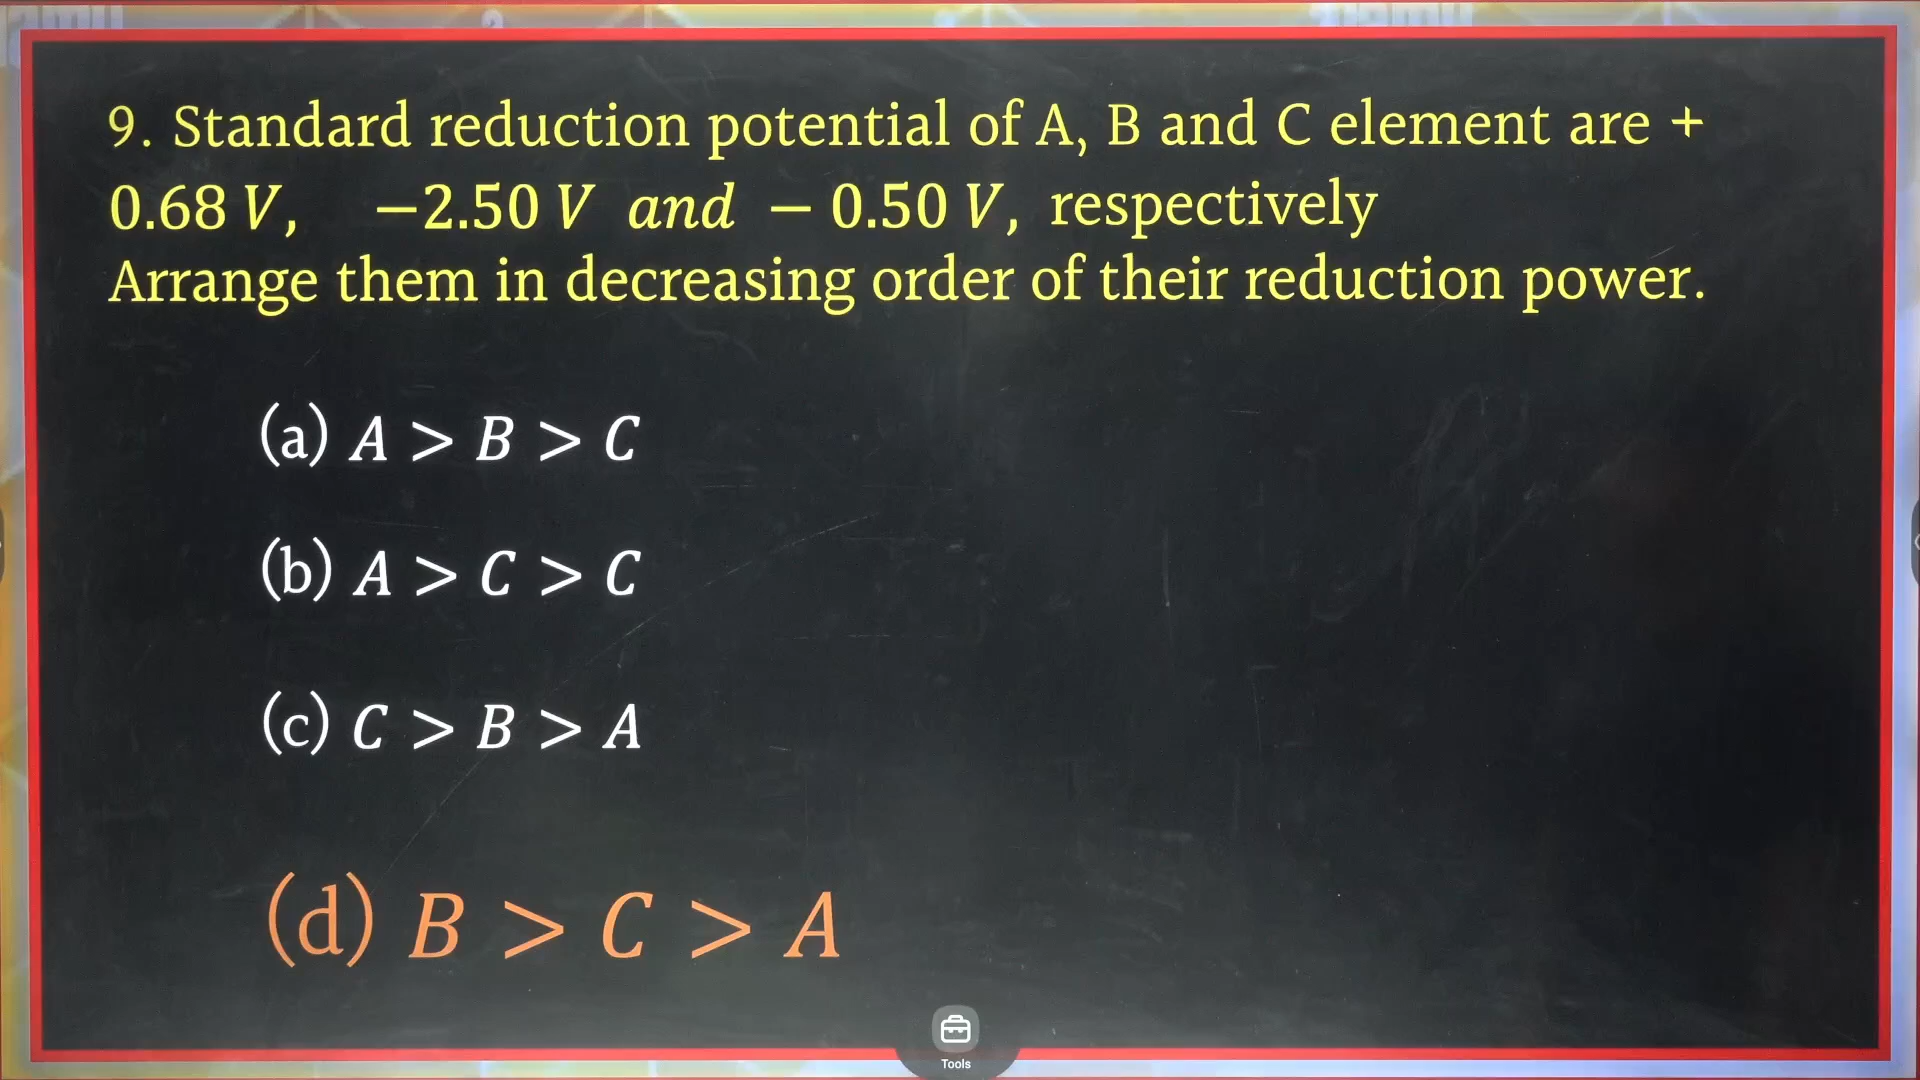 9. Standard reduction potential of A, B and C element are +
0.68 V, −2.50 V and − 0.50 V, respectively
Arrange them in decreasing order of their reduction power.
(a) A > B > C
(b) A > C > C
(c) C > B > A
(d) B > C > A
Tools